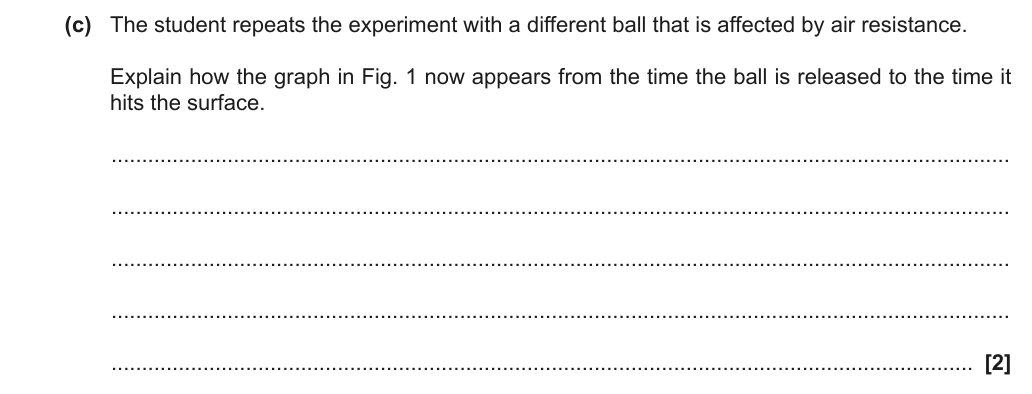 (c) The student repeats the experiment with a different ball that is affected by air resistance.
Explain how the graph in Fig. 1 now appears from the time the ball is released to the time it
hits the surface.
[2]